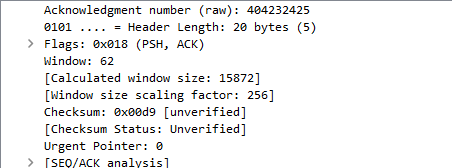 Acknowledgment number (raw): 404232425
0101 .... = Header Length: 20 bytes (5)
Flags: 0x018 (PSH, ACK)
Window: 62
[Calculated window size: 15872]
[Window size scaling factor: 256]
Checksum: 0x00d9 [unverified]
[Checksum Status: Unverified]
Urgent Pointer: 0
[SEQ/ACK analysis]